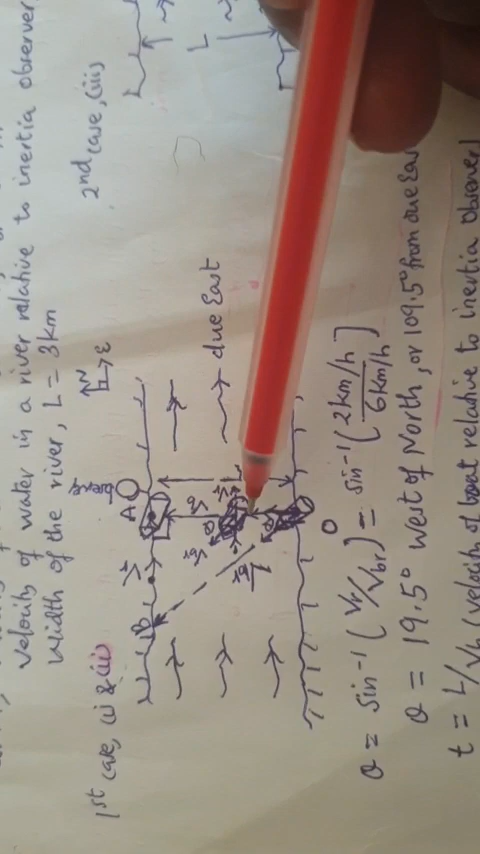 velocity of water in a river relative to inertia observer
Width of the river, L = 3km
1st case, (i) & (ii)
2nd case, (iii)
N
E
A
B
due East
O
L
θ = sin⁻¹ (Vr/Vbr) = sin⁻¹ (2km/h / 6km/h)
θ = 19.5° West of North, or 109.5° from due Eas
t = L/Vb (velocity of boat relative to inertia observer)